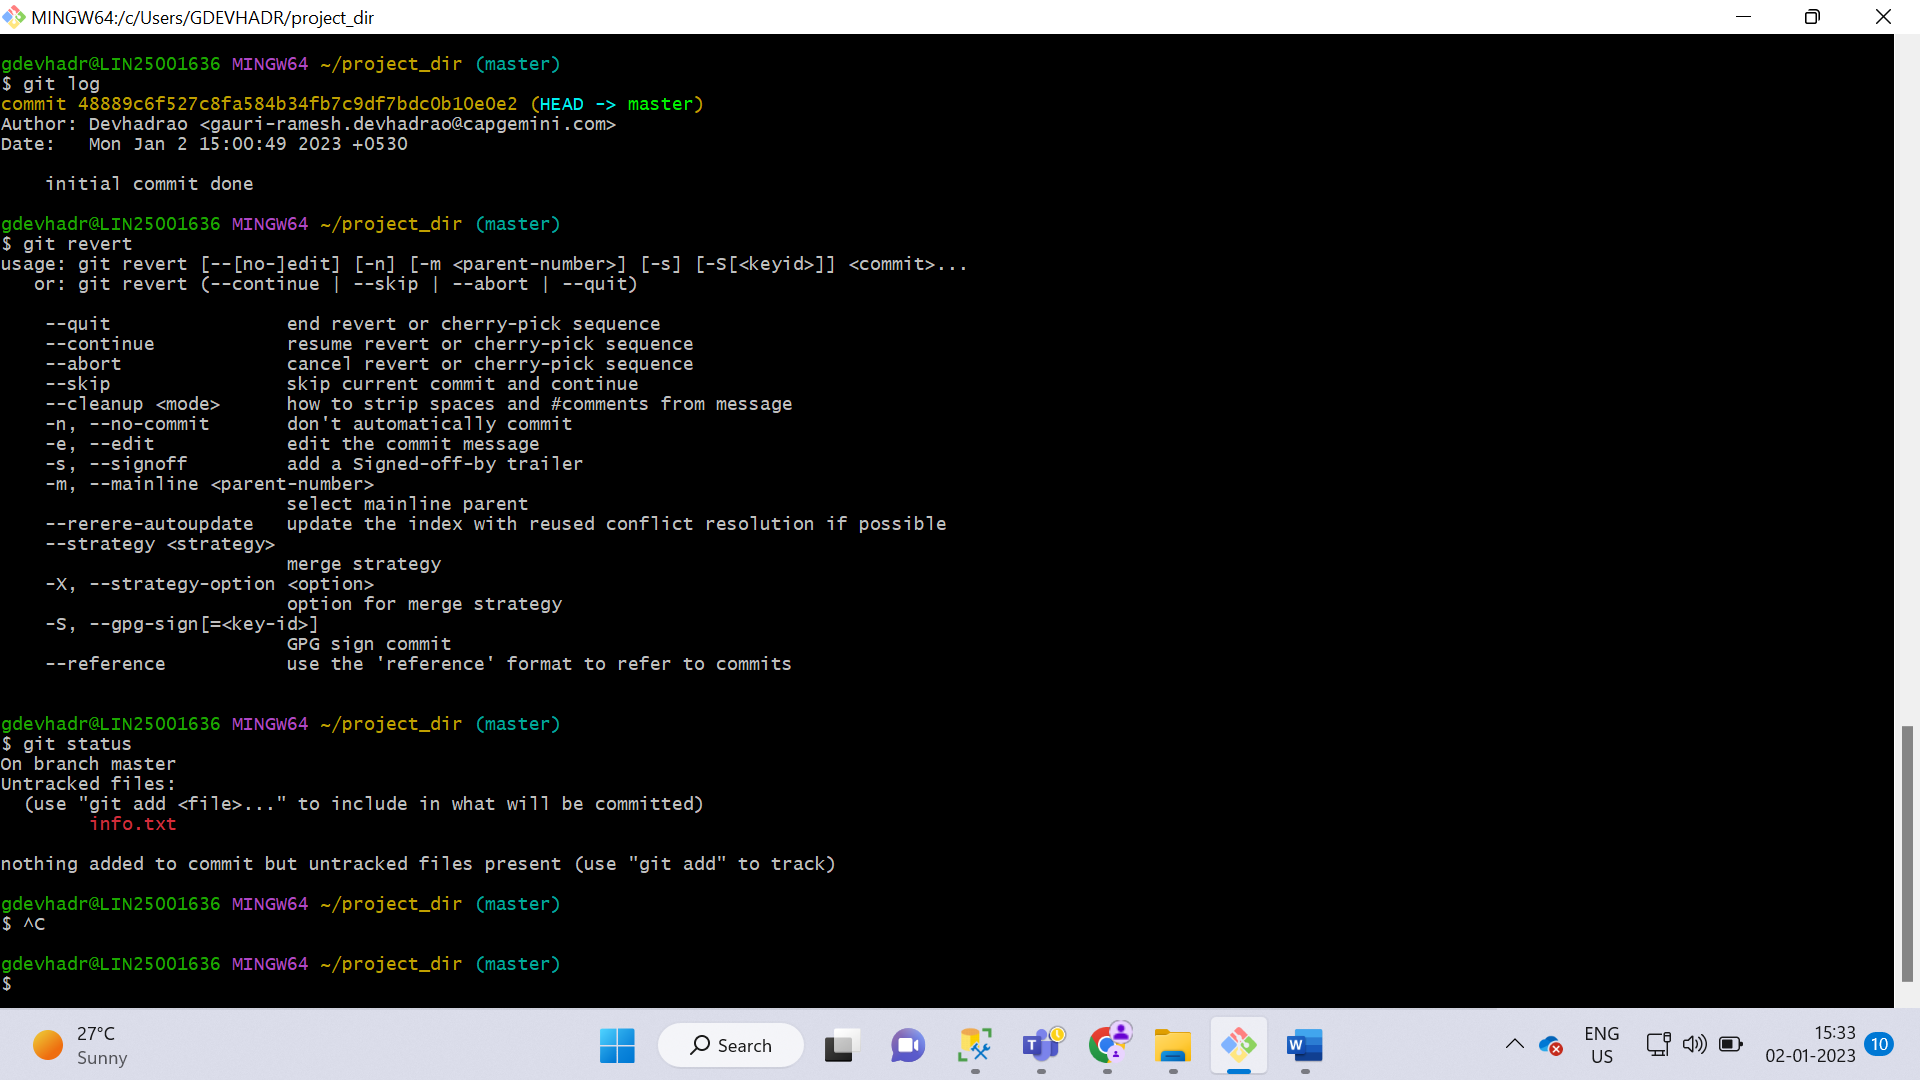 MINGW64:/c/Users/GDEVHADR/project_dir
gdevhadr@LIN25001636 MINGW64 ~/project_dir (master)
$ git log
commit 48889c6f527c8fa584b34fb7c9df7bdc0b10e0e2 (HEAD -> master)
Author: Devhadrao <gauri-ramesh.devhadrao@capgemini.com>
Date:   Mon Jan 2 15:00:49 2023 +0530
    initial commit done
gdevhadr@LIN25001636 MINGW64 ~/project_dir (master)
$ git revert
usage: git revert [--[no-]edit] [-n] [-m <parent-number>] [-s] [-S[<keyid>]] <commit>...
   or: git revert (--continue | --skip | --abort | --quit)
    --quit                end revert or cherry-pick sequence
    --continue            resume revert or cherry-pick sequence
    --abort               cancel revert or cherry-pick sequence
    --skip                skip current commit and continue
    --cleanup <mode>      how to strip spaces and #comments from message
    -n, --no-commit       don't automatically commit
    -e, --edit            edit the commit message
    -s, --signoff         add a Signed-off-by trailer
    -m, --mainline <parent-number>
                          select mainline parent
    --rerere-autoupdate   update the index with reused conflict resolution if possible
    --strategy <strategy>
                          merge strategy
    -X, --strategy-option <option>
                          option for merge strategy
    -S, --gpg-sign[=<key-id>]
                          GPG sign commit
    --reference           use the 'reference' format to refer to commits
gdevhadr@LIN25001636 MINGW64 ~/project_dir (master)
$ git status
On branch master
Untracked files:
  (use "git add <file>..." to include in what will be committed)
        info.txt
nothing added to commit but untracked files present (use "git add" to track)
gdevhadr@LIN25001636 MINGW64 ~/project_dir (master)
$ ^C
gdevhadr@LIN25001636 MINGW64 ~/project_dir (master)
$
27°C
Sunny
Search
ENG
US
15:33
02-01-2023
10